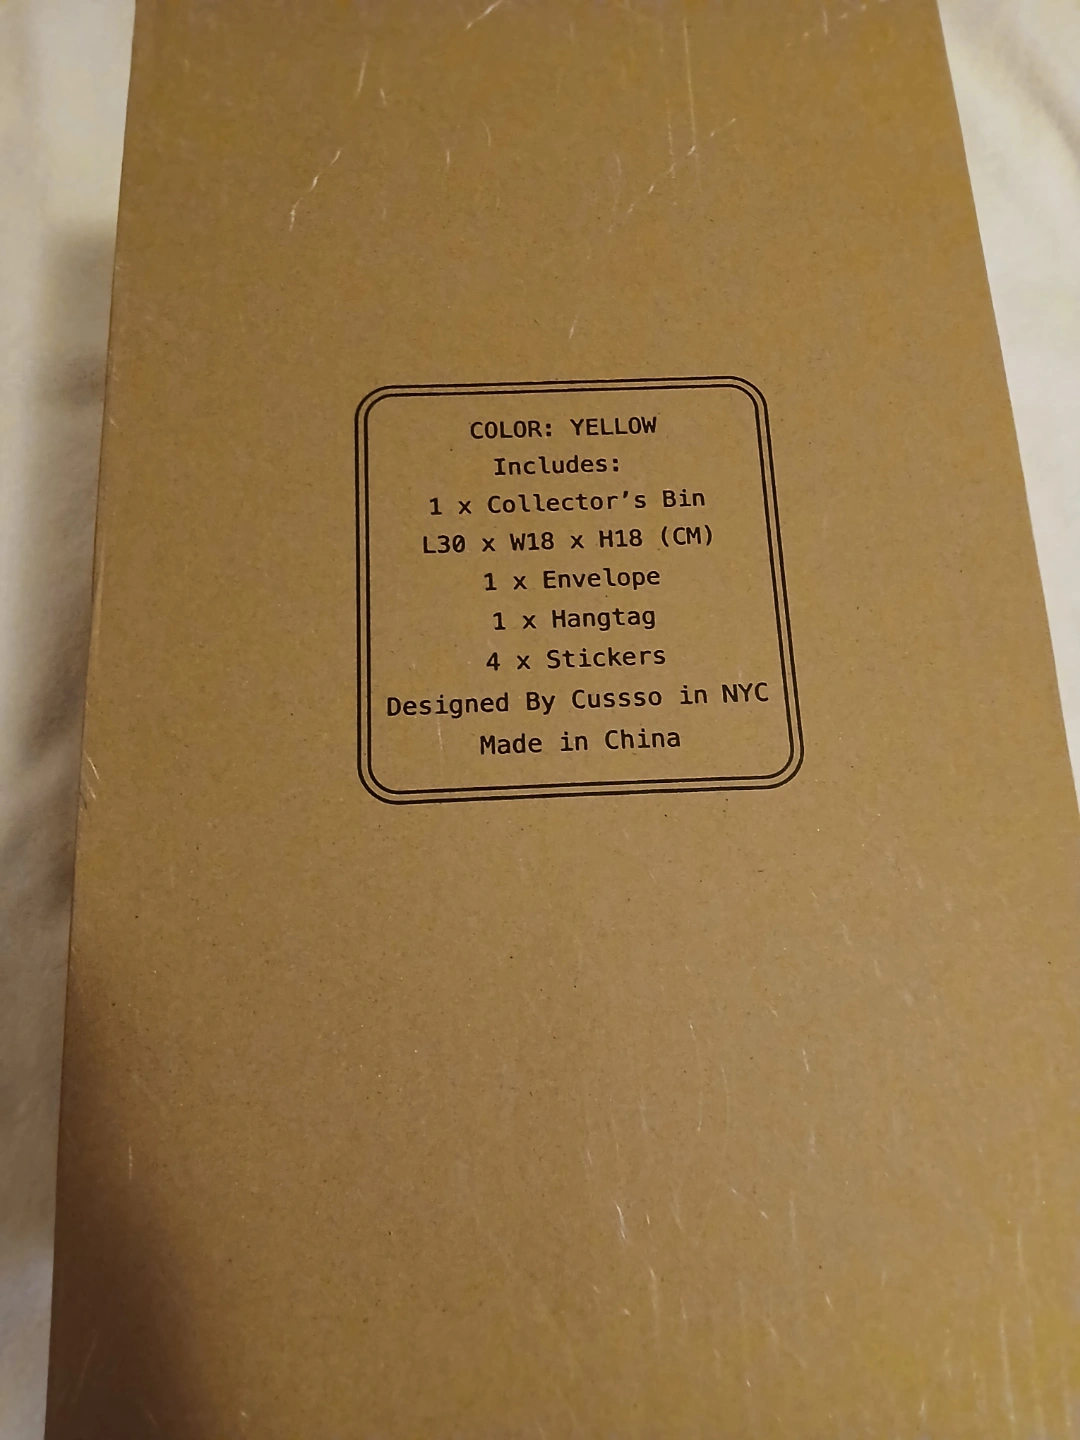 COLOR: YELLOW
Includes:
1 x Collector’s Bin
L30 x W18 x H18 (CM)
1 x Envelope
1 x Hangtag
4 x Stickers
Designed By Cussso in NYC
Made in China